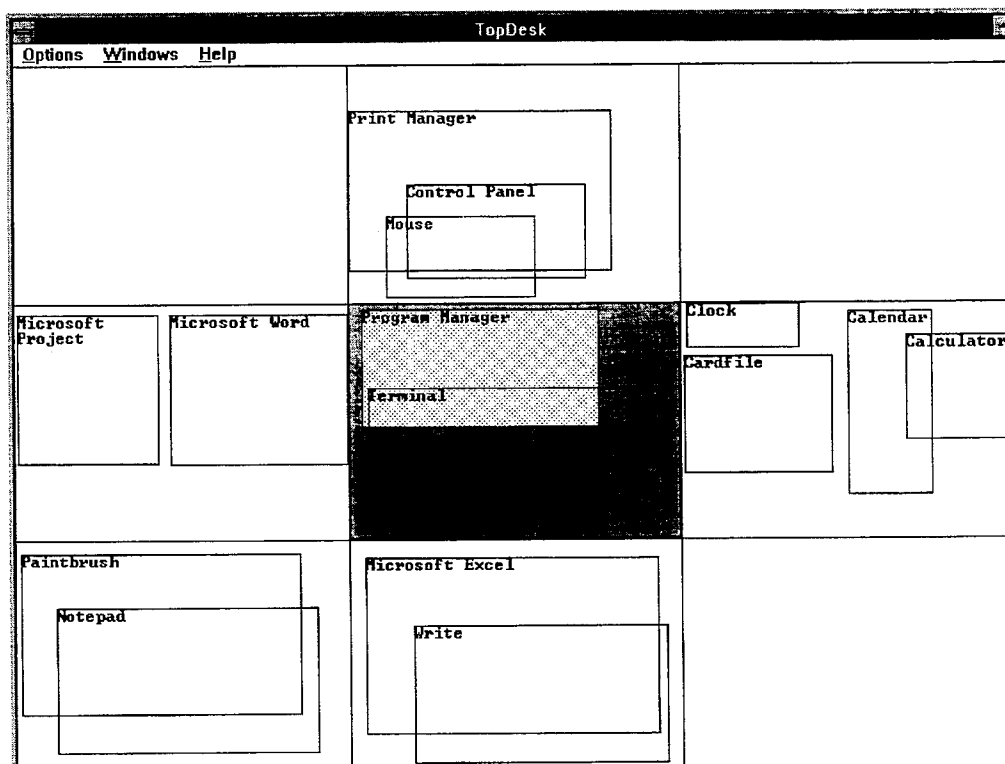 TopDesk
Options Windows Help
Print Manager
Control Panel
Mouse
Microsoft
Project
Microsoft Word
Program Manager
Terminal
Clock
Cardfile
Calendar
Calculator
Paintbrush
Notepad
Microsoft Excel
Write